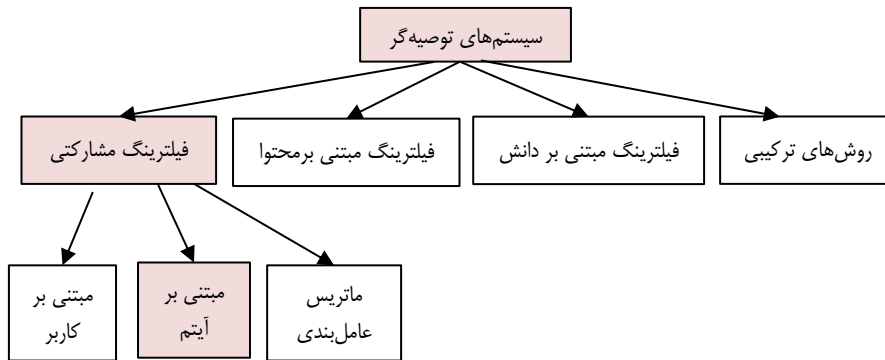 سیستم‌های توصیه‌گر
روش‌های ترکیبی
فیلترینگ مبتنی بر دانش
فیلترینگ مبتنی برمحتوا
فیلترینگ مشارکتی
ماتریس
عامل‌بندی
مبتنی بر
آیتم
مبتنی بر
کاربر